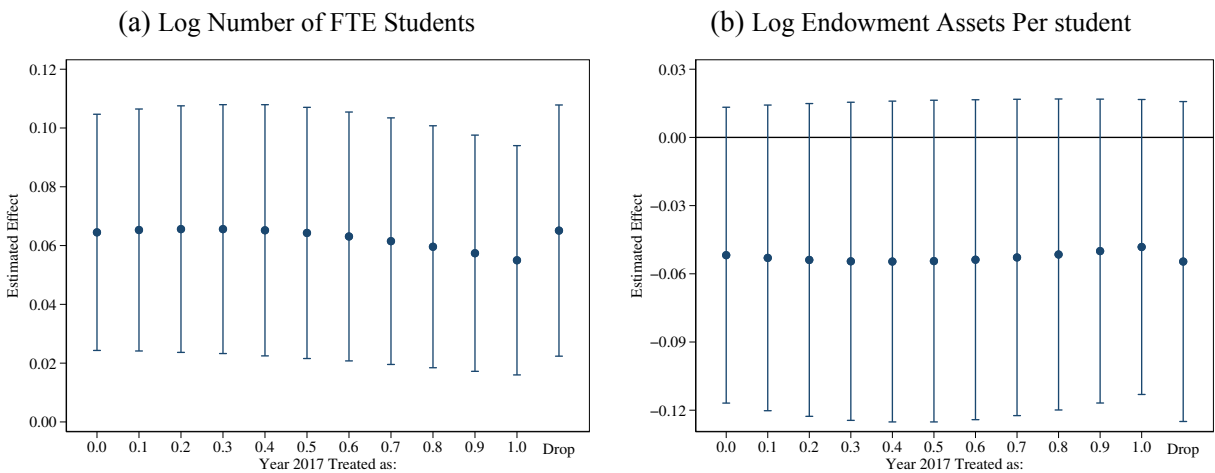 (a) Log Number of FTE Students
0.12
0.10
0.08
0.06
0.04
0.02
0.00
Estimated Effect
0.0 0.1 0.2 0.3 0.4 0.5 0.6 0.7 0.8 0.9 1.0 Drop
Year 2017 Treated as:
(b) Log Endowment Assets Per student
0.03
0.00
−0.03
−0.06
−0.09
−0.12
Estimated Effect
0.0 0.1 0.2 0.3 0.4 0.5 0.6 0.7 0.8 0.9 1.0 Drop
Year 2017 Treated as: